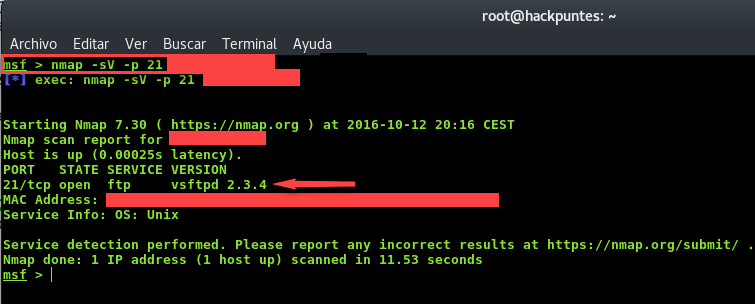 root@hackpuntes: ~
Archivo Editar Ver Buscar Terminal Ayuda
msf > nmap -sV -p 21
[*] exec: nmap -sV -p 21
Starting Nmap 7.30 ( https://nmap.org ) at 2016-10-12 20:16 CEST
Nmap scan report for
Host is up (0.00025s latency).
PORT   STATE SERVICE VERSION
21/tcp open  ftp     vsftpd 2.3.4
MAC Address:
Service Info: OS: Unix
Service detection performed. Please report any incorrect results at https://nmap.org/submit/ .
Nmap done: 1 IP address (1 host up) scanned in 11.53 seconds
msf >